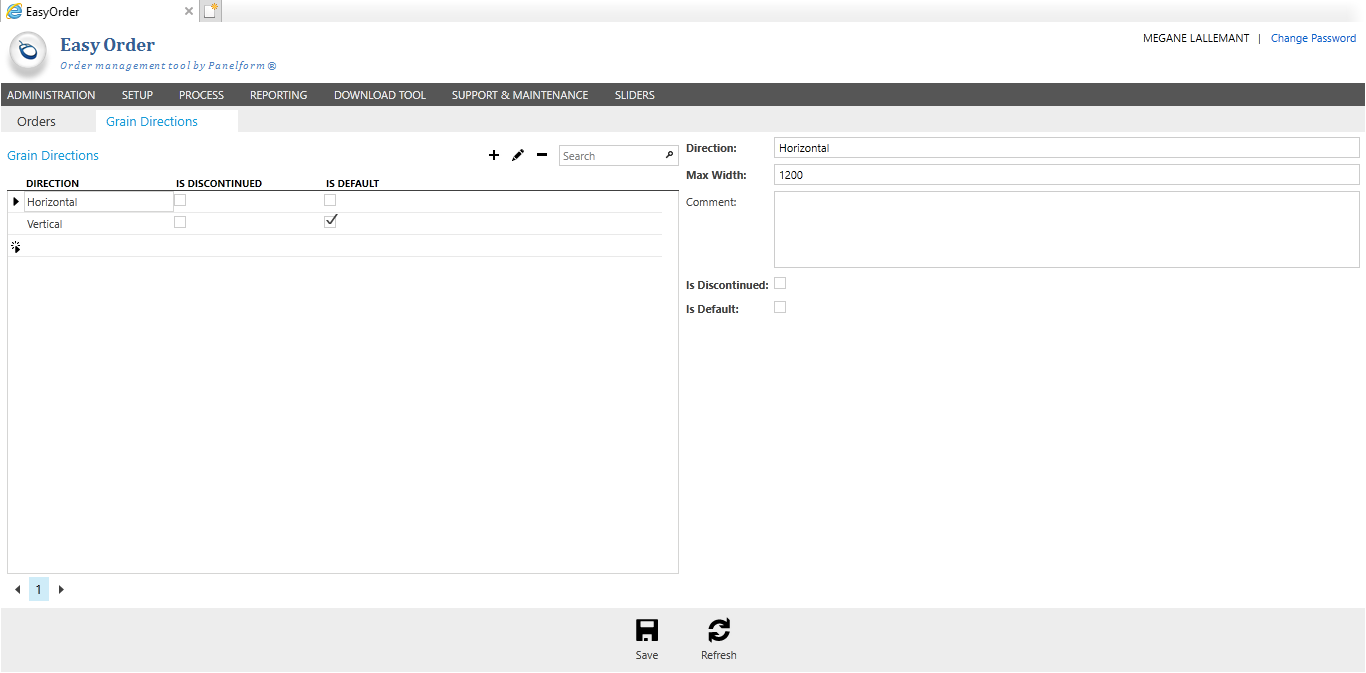 EasyOrder
Easy Order
Order management tool by Panelform ®
MEGANE LALLEMANT | Change Password
ADMINISTRATION SETUP PROCESS REPORTING DOWNLOAD TOOL SUPPORT & MAINTENANCE SLIDERS
Orders Grain Directions
Grain Directions Search
DIRECTION IS DISCONTINUED IS DEFAULT
Horizontal
Vertical
1
Direction: Horizontal
Max Width: 1200
Comment:
Is Discontinued:
Is Default:
Save Refresh